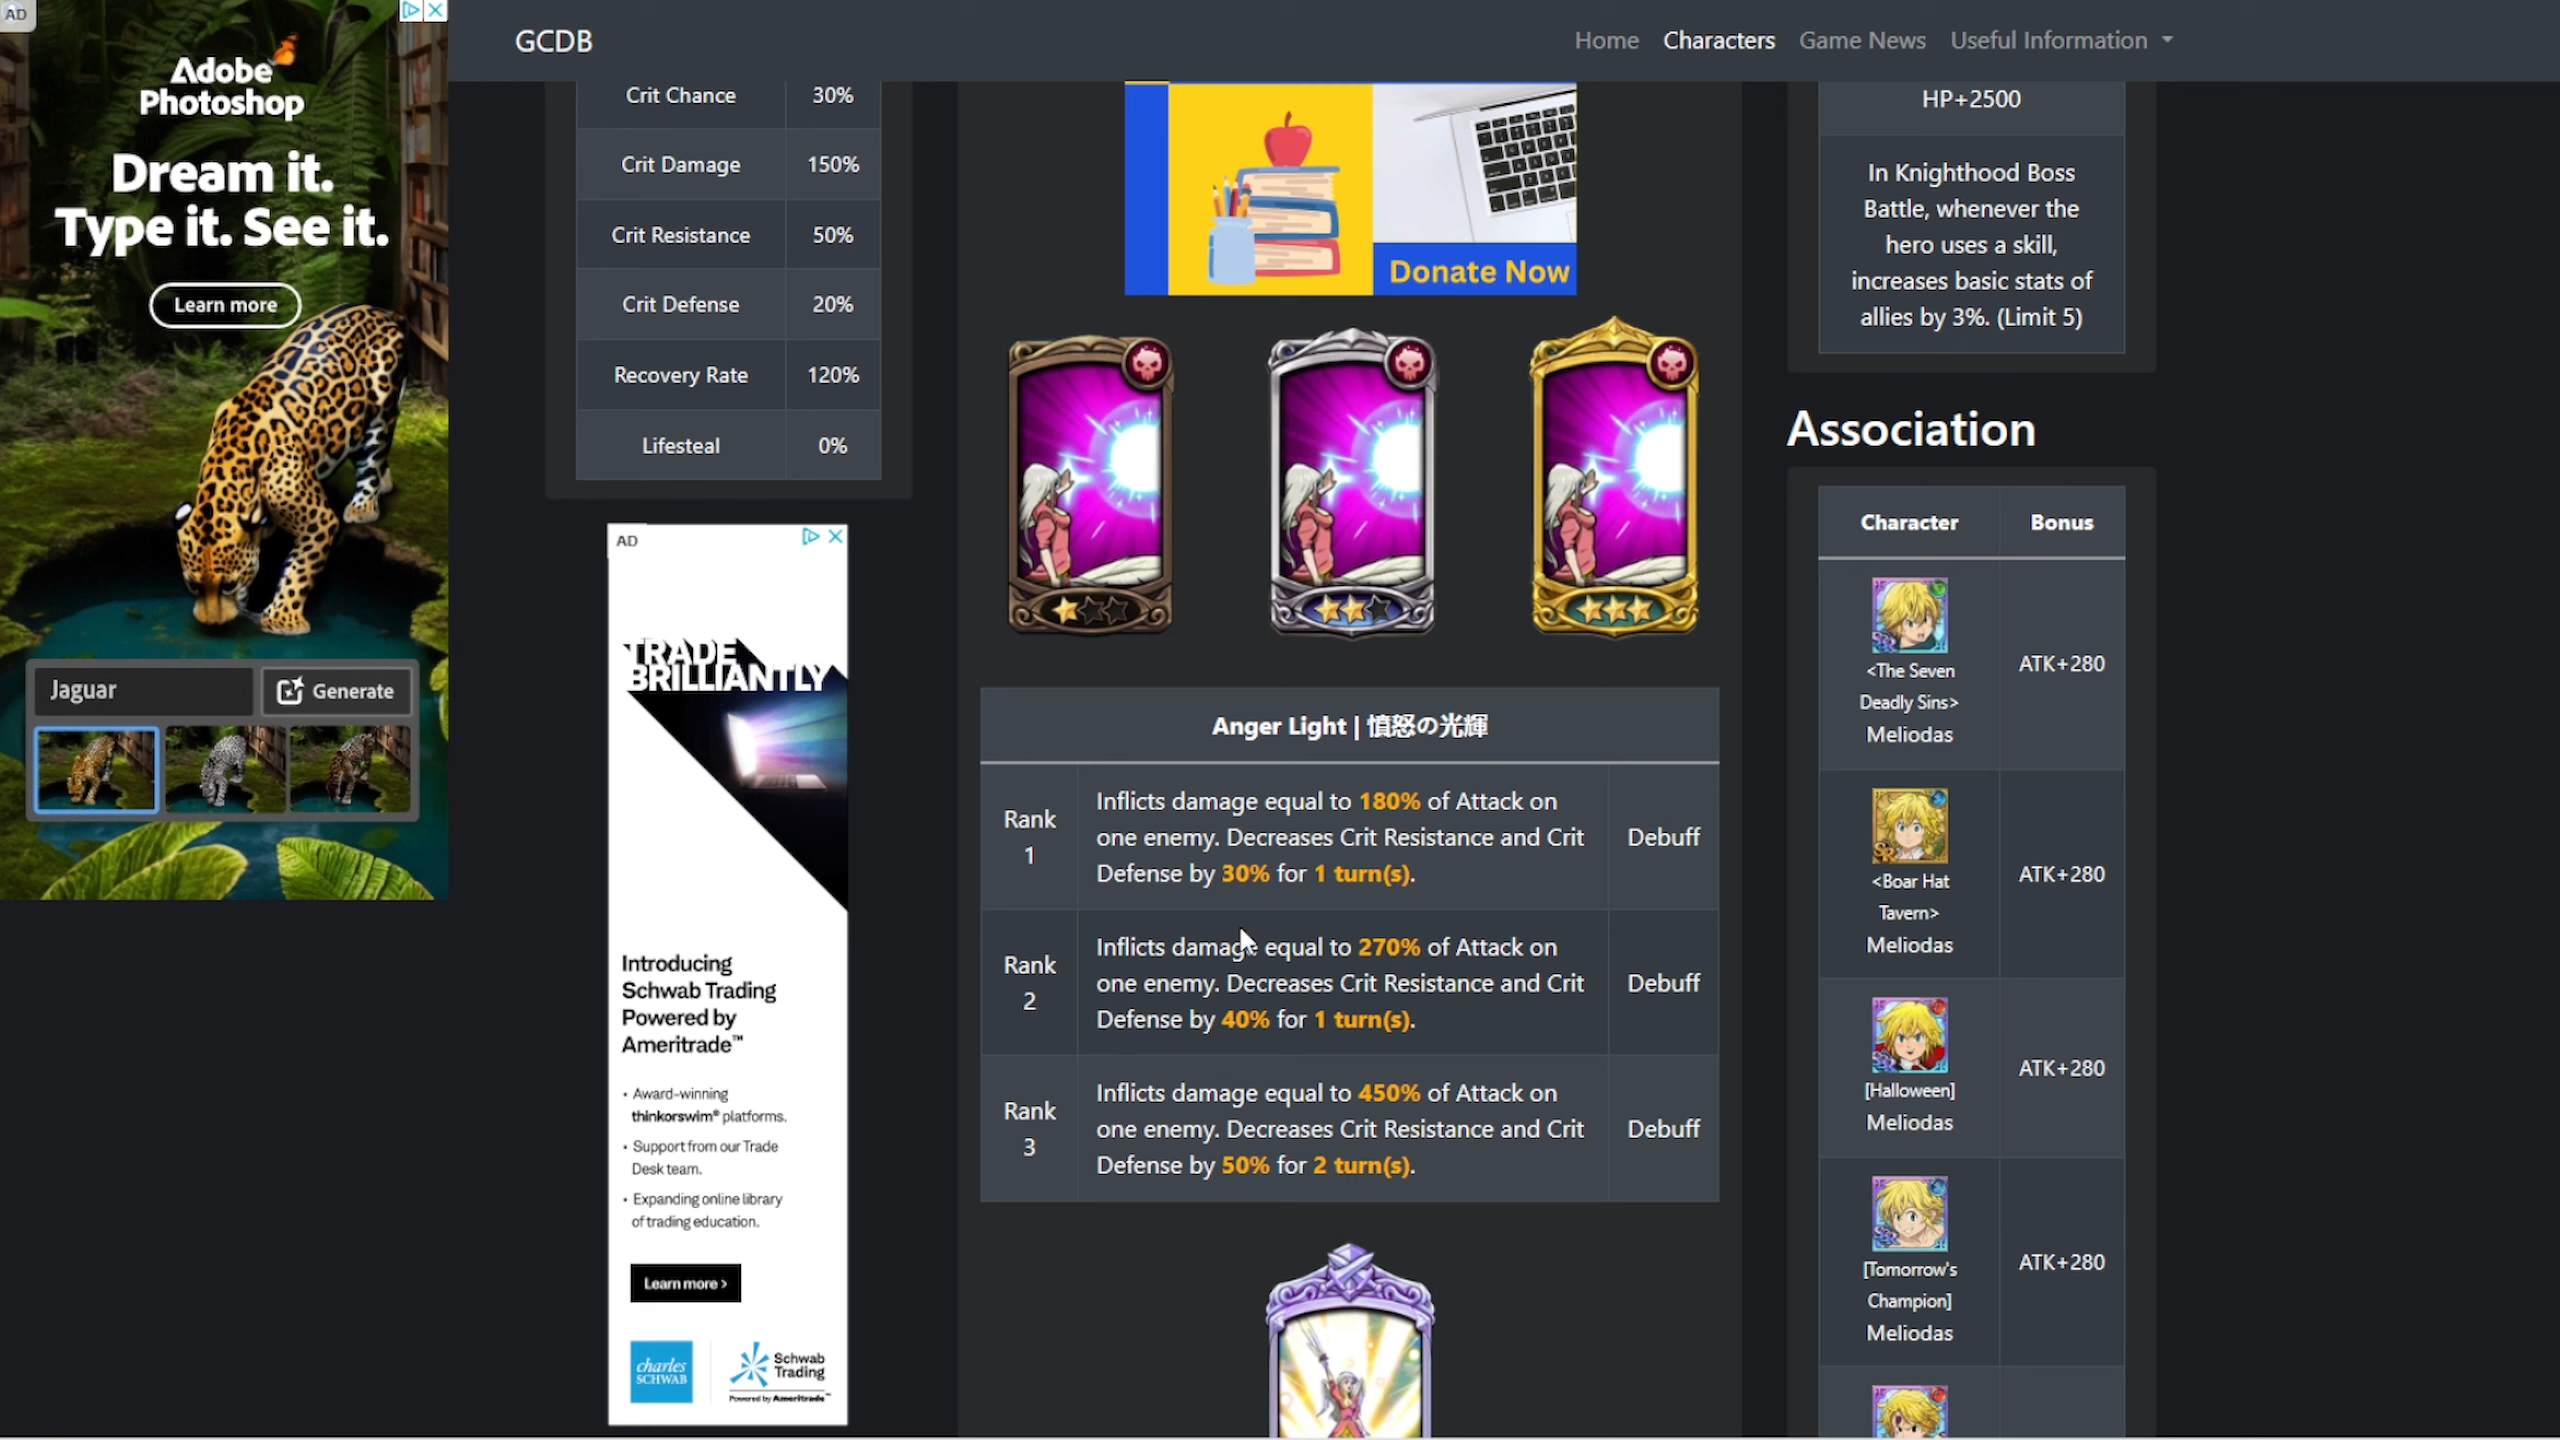 AD
Adobe
Photoshop
Dream it.
Type it. See it.
Learn more
Jaguar
Generate
GCDB
Home
Characters
Game News
Useful Information
Crit Chance 30%
Crit Damage 150%
Crit Resistance 50%
Crit Defense 20%
Recovery Rate 120%
Lifesteal 0%
AD
TRADE
BRILLIANTLY
Introducing
Schwab Trading
Powered by
Ameritrade™
• Award-winning
thinkorswim® platforms.
• Support from our Trade
Desk team.
• Expanding online library
of trading education.
Learn more >
charles
SCHWAB
Schwab
Trading
Powered by Ameritrade™
Donate Now
Anger Light | 憤怒の光輝
Rank
1
Inflicts damage equal to 180% of Attack on
one enemy. Decreases Crit Resistance and Crit
Defense by 30% for 1 turn(s).
Debuff
Rank
2
Inflicts damage equal to 270% of Attack on
one enemy. Decreases Crit Resistance and Crit
Defense by 40% for 1 turn(s).
Debuff
Rank
3
Inflicts damage equal to 450% of Attack on
one enemy. Decreases Crit Resistance and Crit
Defense by 50% for 2 turn(s).
Debuff
HP+2500
In Knighthood Boss
Battle, whenever the
hero uses a skill,
increases basic stats of
allies by 3%. (Limit 5)
Association
Character Bonus
<The Seven
Deadly Sins>
Meliodas
ATK+280
<Boar Hat
Tavern>
Meliodas
ATK+280
[Halloween]
Meliodas
ATK+280
[Tomorrow's
Champion]
Meliodas
ATK+280